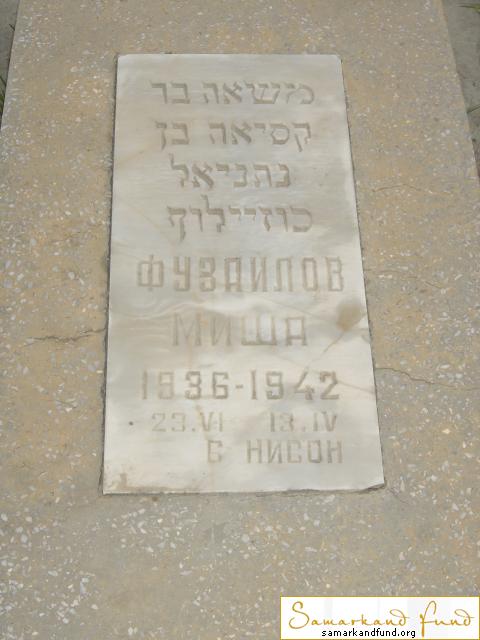 משאה בר
קסיאה בן
נתניאל
כוזיילוף
ФУЗАИЛОВ
МИША
1936-1942
23.VI 13.IV
6 НИСОН
Samarkand Fund
samarkandfund.org